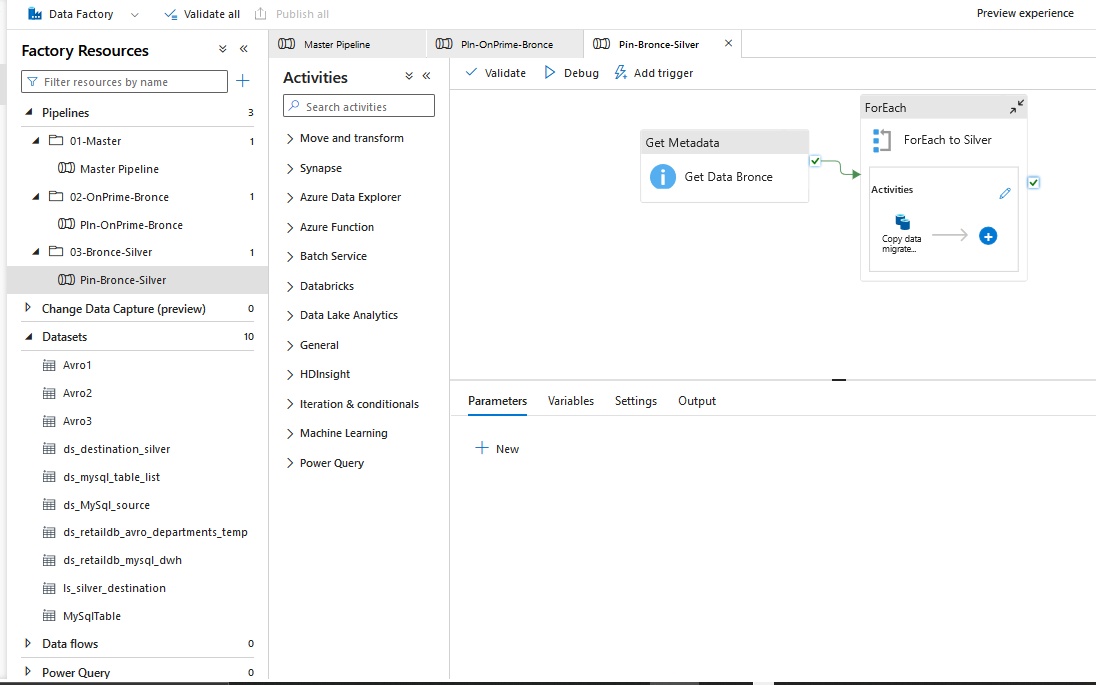 Data Factory
Validate all
Publish all
Preview experience
Factory Resources
Filter resources by name
Pipelines 3
01-Master 1
Master Pipeline
02-OnPrime-Bronce 1
PIn-OnPrime-Bronce
03-Bronce-Silver 1
Pin-Bronce-Silver
Change Data Capture (preview) 0
Datasets 10
Avro1
Avro2
Avro3
ds_destination_silver
ds_mysql_table_list
ds_MySql_source
ds_retaildb_avro_departments_temp
ds_retaildb_mysql_dwh
ls_silver_destination
MySqlTable
Data flows 0
Power Query 0
Master Pipeline
PIn-OnPrime-Bronce
Pin-Bronce-Silver
Activities
Search activities
Move and transform
Synapse
Azure Data Explorer
Azure Function
Batch Service
Databricks
Data Lake Analytics
General
HDInsight
Iteration & conditionals
Machine Learning
Power Query
Validate
Debug
Add trigger
Get Metadata
Get Data Bronce
ForEach
ForEach to Silver
Activities
Copy data
migrate...
Parameters
Variables
Settings
Output
New